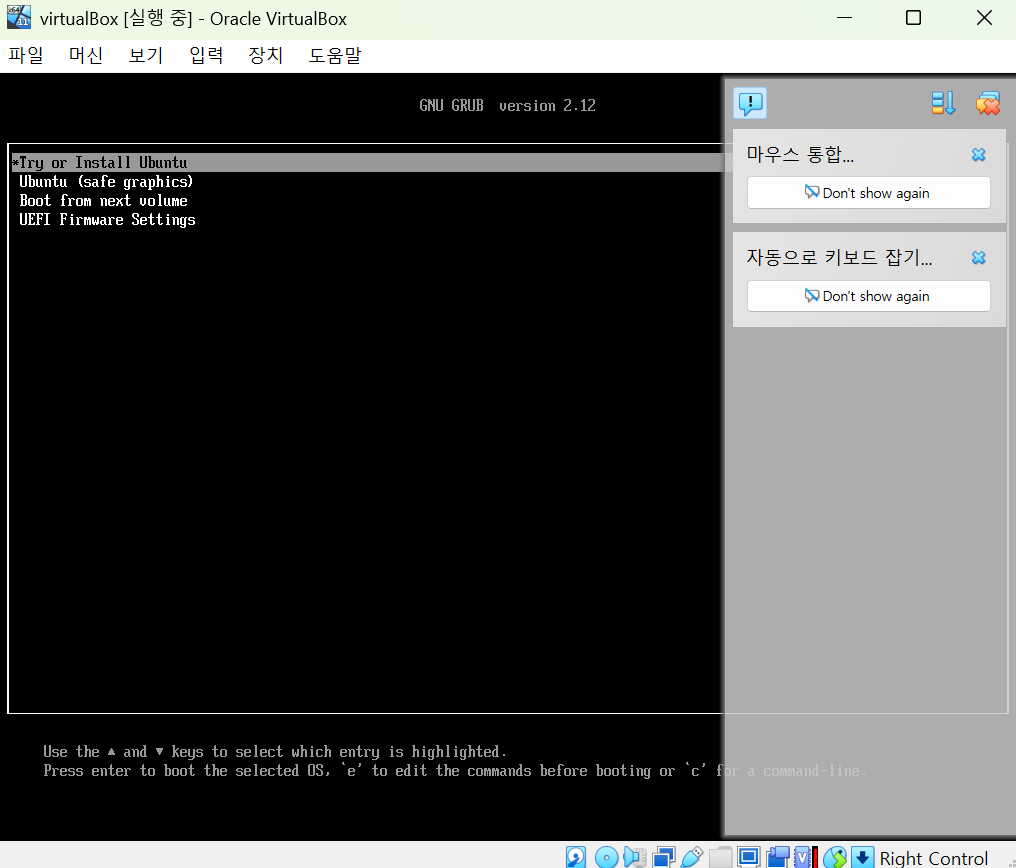 virtualBox [실행 중] - Oracle VirtualBox
파일 머신 보기 입력 장치 도움말
GNU GRUB version 2.12
*Try or Install Ubuntu
Ubuntu (safe graphics)
Boot from next volume
UEFI Firmware Settings
마우스 통합...
Don't show again
자동으로 키보드 잡기...
Don't show again
Use the ▲ and ▼ keys to select which entry is highlighted.
Press enter to boot the selected OS, `e' to edit the commands before booting or `c' for a command-line.
Right Control